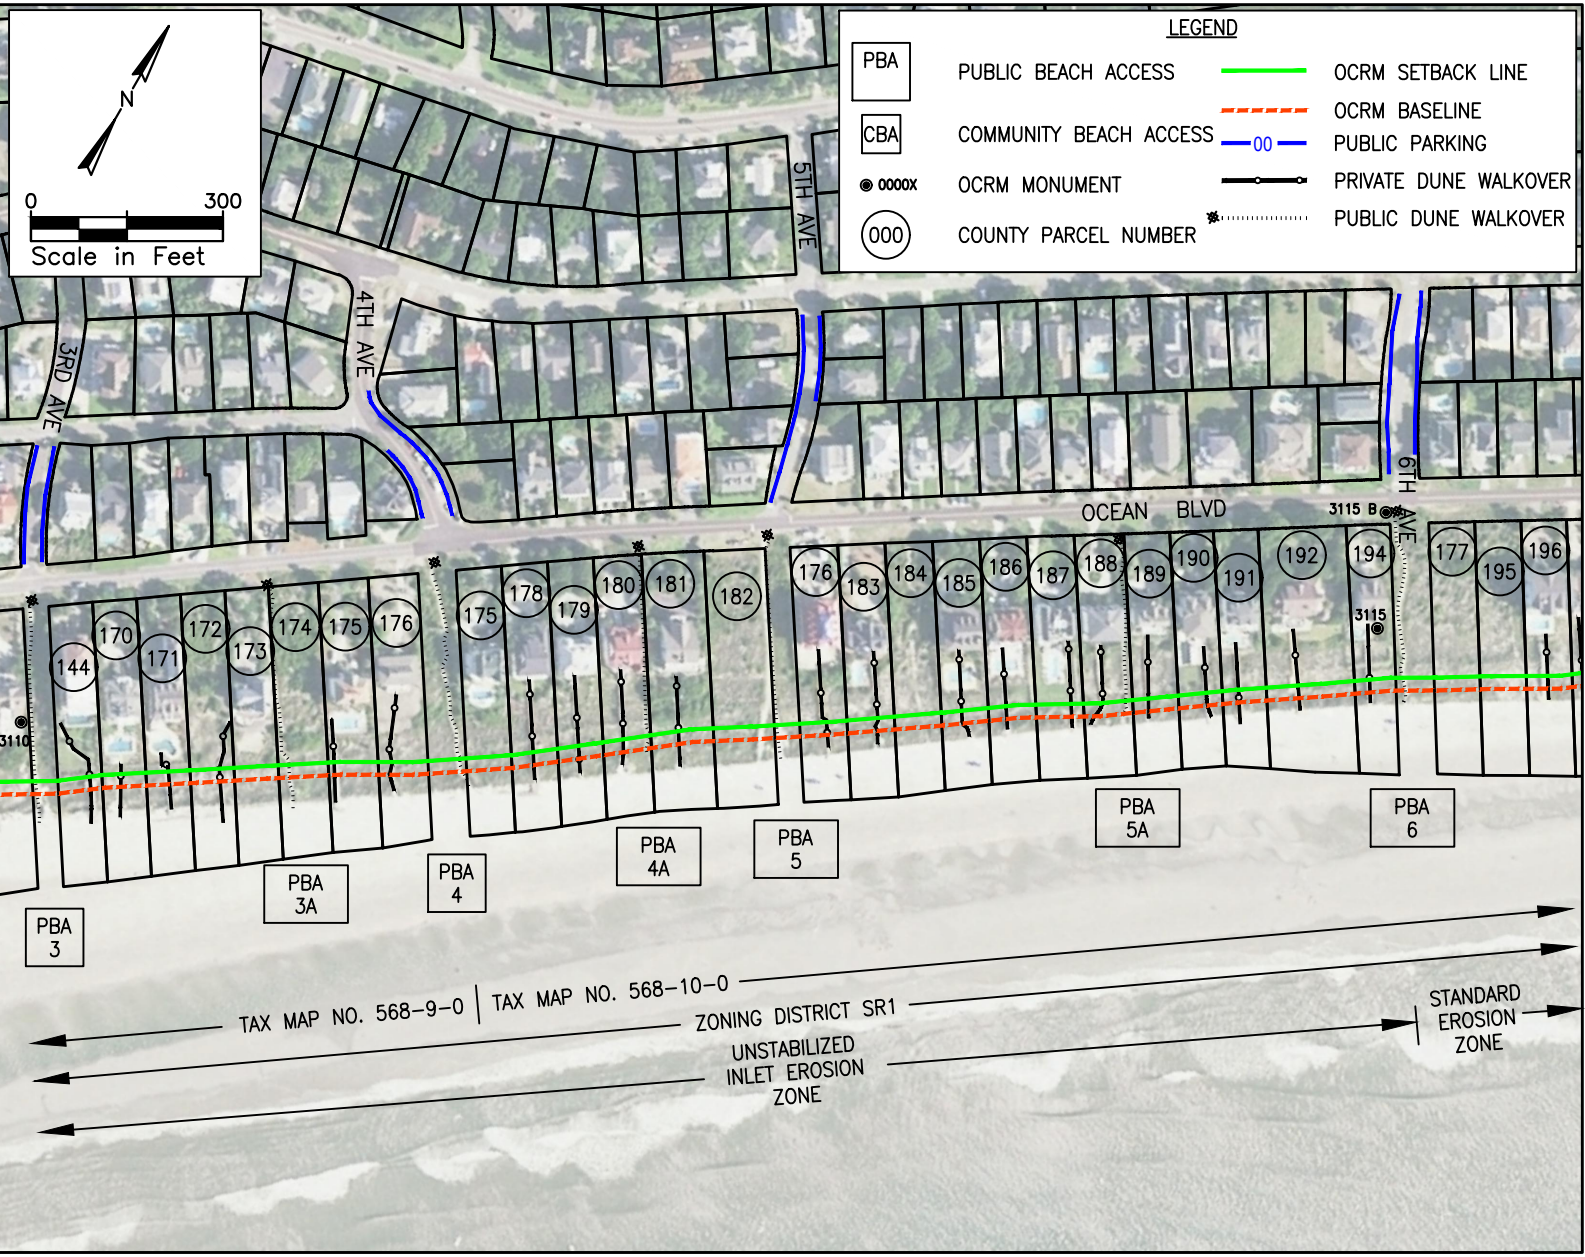 N
0 300
Scale in Feet
LEGEND
PBA PUBLIC BEACH ACCESS
CBA COMMUNITY BEACH ACCESS
0000X OCRM MONUMENT
000 COUNTY PARCEL NUMBER
OCRM SETBACK LINE
OCRM BASELINE
00 PUBLIC PARKING
PRIVATE DUNE WALKOVER
PUBLIC DUNE WALKOVER
3RD AVE
4TH AVE
5TH AVE
6TH AVE
OCEAN BLVD
3115 B
3115
3110
144
170
171
172
173
174
175
176
175
178
179
180
181
182
176
183
184
185
186
187
188
189
190
191
192
194
177
195
196
PBA
3
PBA
3A
PBA
4
PBA
4A
PBA
5
PBA
5A
PBA
6
TAX MAP NO. 568-9-0
TAX MAP NO. 568-10-0
ZONING DISTRICT SR1
UNSTABILIZED
INLET EROSION
ZONE
STANDARD
EROSION
ZONE